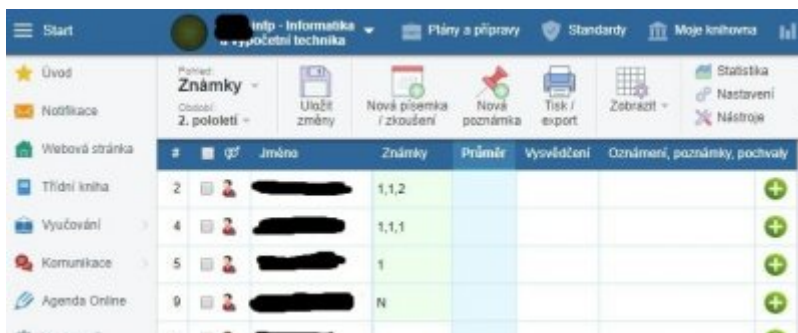 Start
intp - Informatika
a výpočetní technika
Plány a přípravy
Standardy
Moje knihovna
Úvod
Notifikace
Webová stránka
Třídní kniha
Vyučování
Komunikace
Agenda Online
Pohled:
Známky
Období:
2. pololetí
Uložit
změny
Nová písemka
/ zkoušení
Nová
poznámka
Tisk /
export
Zobrazit
Statistika
Nastavení
Nástroje
# Jméno Známky Průměr Vysvědčení Oznámení, poznámky, pochvaly
2 1,1,2
4 1,1,1
5 1
9 N